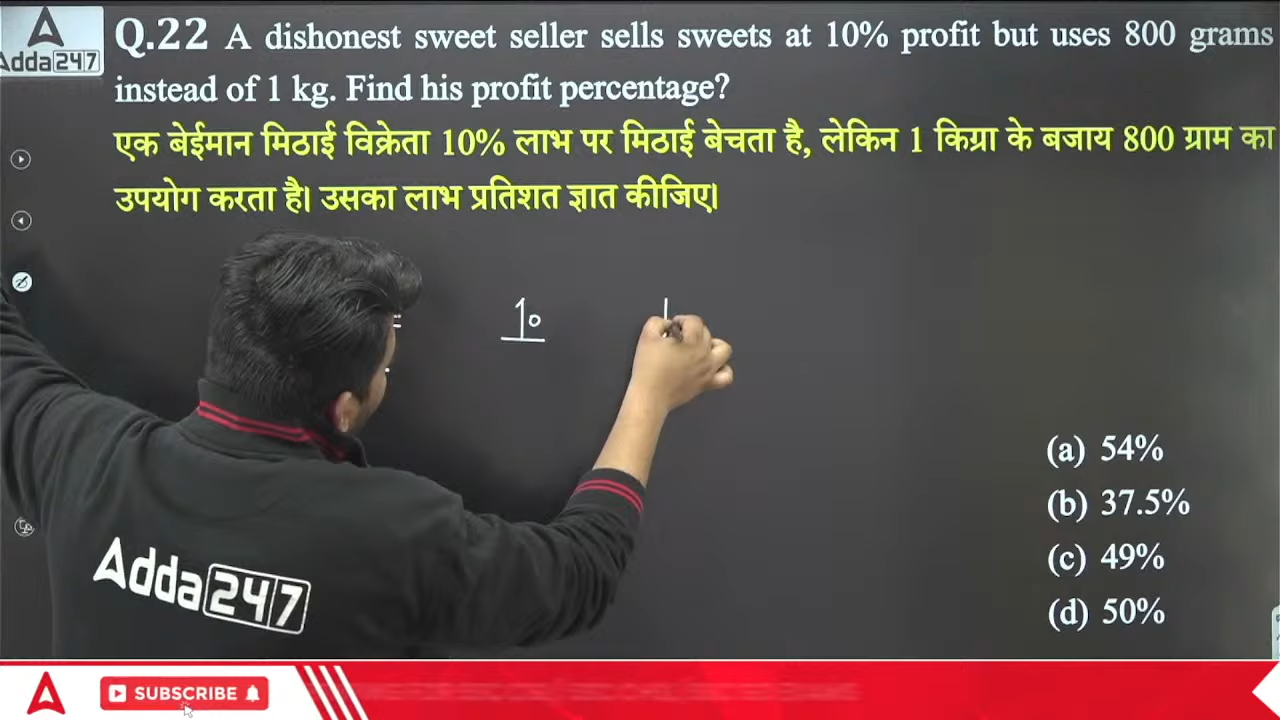 Adda247
Q.22 A dishonest sweet seller sells sweets at 10% profit but uses 800 grams
instead of 1 kg. Find his profit percentage?
एक बेईमान मिठाई विक्रेता 10% लाभ पर मिठाई बेचता है, लेकिन 1 किग्रा के बजाय 800 ग्राम का
उपयोग करता है। उसका लाभ प्रतिशत ज्ञात कीजिए।
10
(a) 54%
(b) 37.5%
(c) 49%
(d) 50%
Adda247
SUBSCRIBE